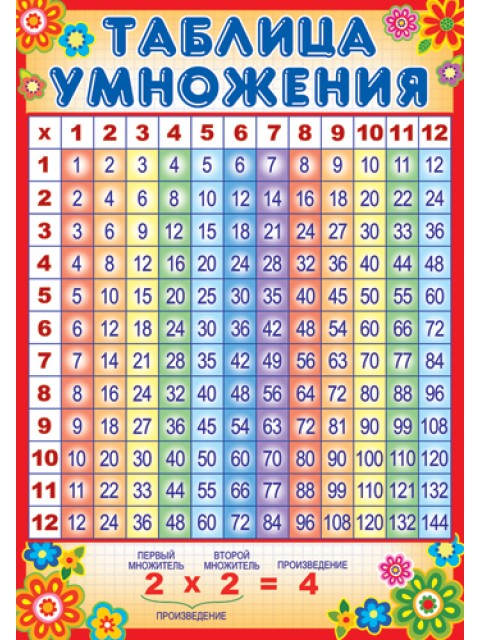 ТАБЛИЦА
УМНОЖЕНИЯ
x 1 2 3 4 5 6 7 8 9 10 11 12
1 1 2 3 4 5 6 7 8 9 10 11 12
2 2 4 6 8 10 12 14 16 18 20 22 24
3 3 6 9 12 15 18 21 24 27 30 33 36
4 4 8 12 16 20 24 28 32 36 40 44 48
5 5 10 15 20 25 30 35 40 45 50 55 60
6 6 12 18 24 30 36 42 48 54 60 66 72
7 7 14 21 28 35 42 49 56 63 70 77 84
8 8 16 24 32 40 48 56 64 72 80 88 96
9 9 18 27 36 45 54 63 72 81 90 99 108
10 10 20 30 40 50 60 70 80 90 100 110 120
11 11 22 33 44 55 66 77 88 99 110 121 132
12 12 24 36 48 60 72 84 96 108 120 132 144
ПЕРВЫЙ МНОЖИТЕЛЬ ВТОРОЙ МНОЖИТЕЛЬ ПРОИЗВЕДЕНИЕ
2 x 2 = 4
ПРОИЗВЕДЕНИЕ